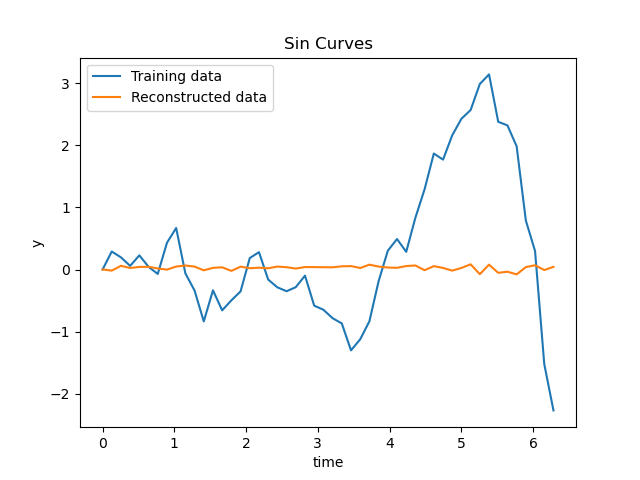 Sin Curves
Training data
Reconstructed data
3
2
1
0
−1
−2
y
0 1 2 3 4 5 6
time